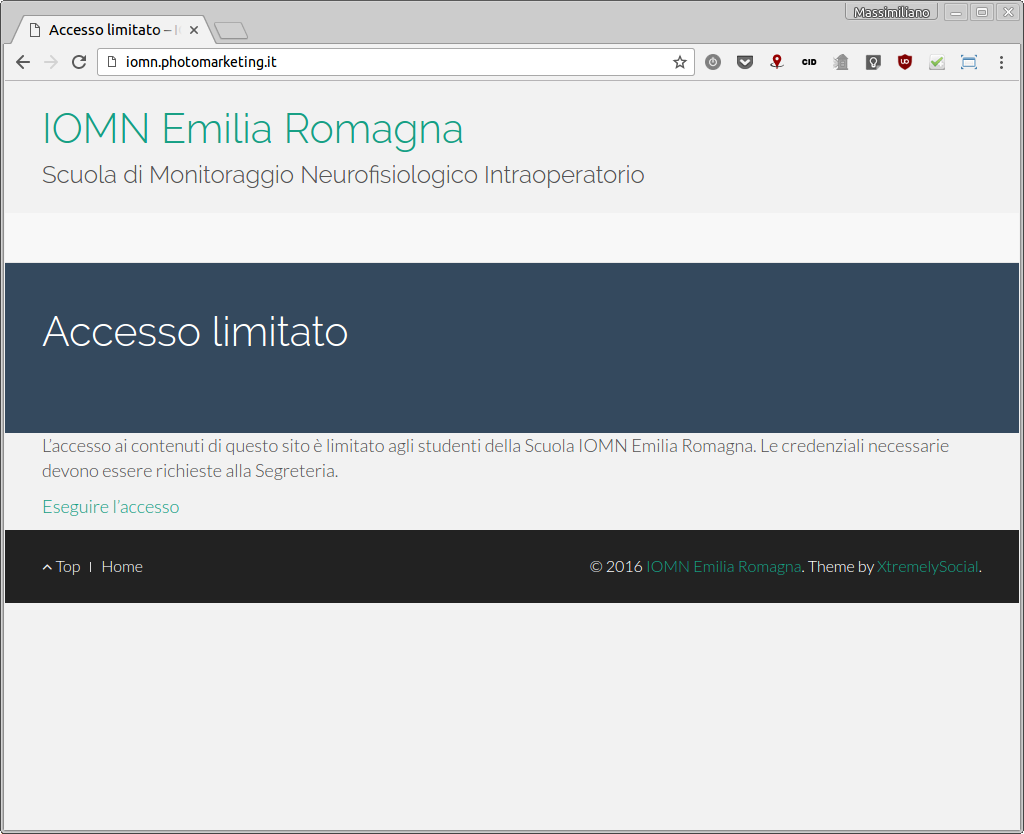 Massimiliano
Accesso limitato –
iomn.photomarketing.it
CID
IOMN Emilia Romagna
Scuola di Monitoraggio Neurofisiologico Intraoperatorio
Accesso limitato
L'accesso ai contenuti di questo sito è limitato agli studenti della Scuola IOMN Emilia Romagna. Le credenziali necessarie
devono essere richieste alla Segreteria.
Eseguire l'accesso
Top | Home
© 2016 IOMN Emilia Romagna. Theme by XtremelySocial.